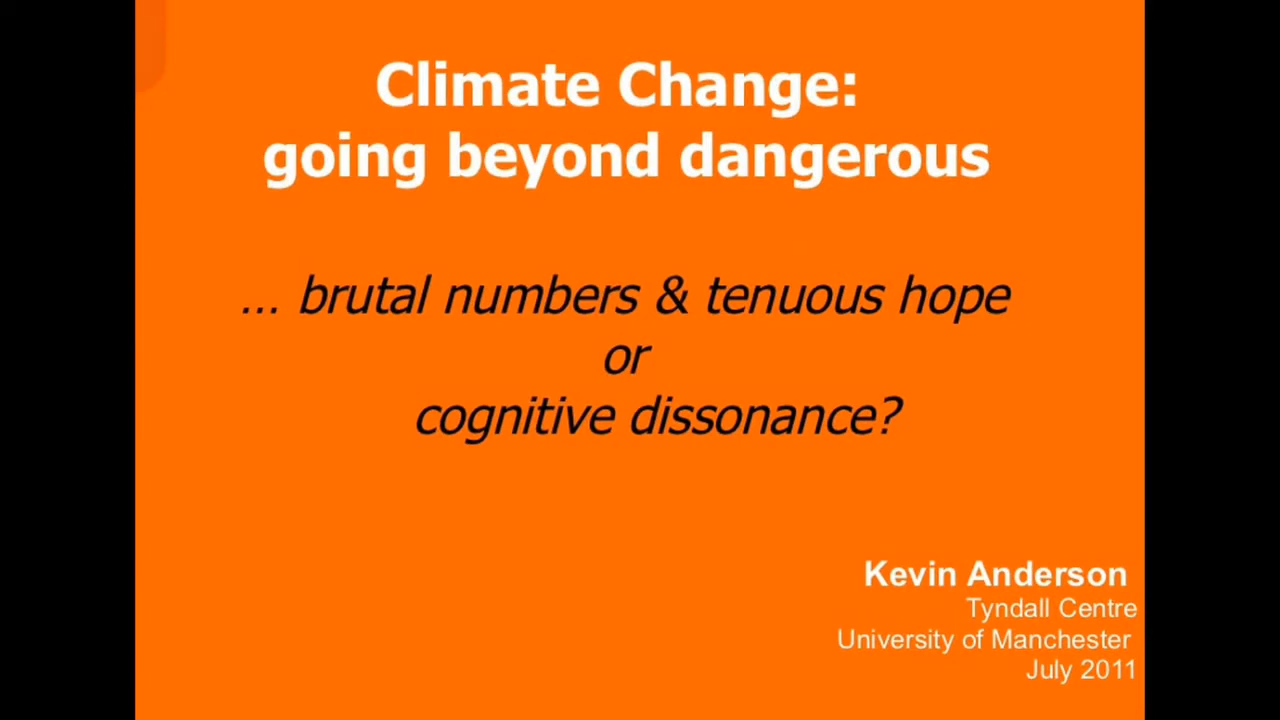 Climate Change:
going beyond dangerous
... brutal numbers & tenuous hope
or
cognitive dissonance?
Kevin Anderson
Tyndall Centre
University of Manchester
July 2011